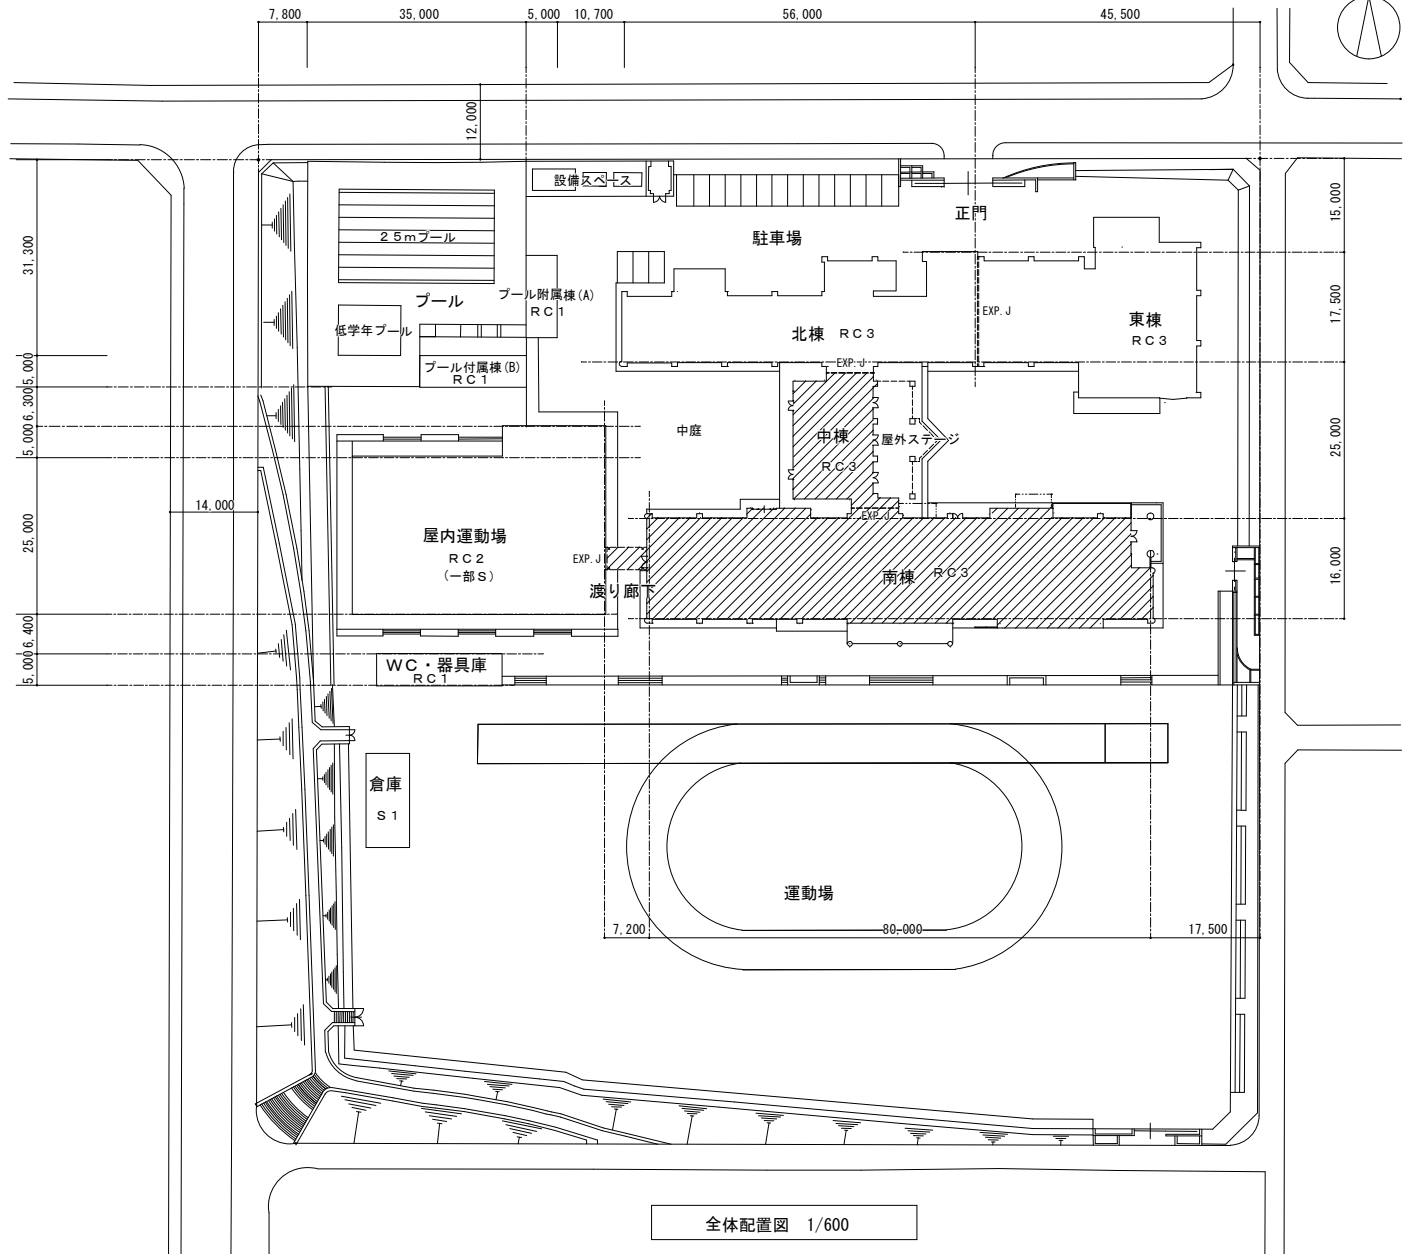 7,800
35,000
5,000
10,700
56,000
45,500
12,000
31,300
5,000
6,300
5,000
25,000
6,400
5,000
14,000
15,000
17,500
25,000
16,000
設備スペース
正門
駐車場
25mプール
プール
プール附属棟(A)
RC1
低学年プール
プール付属棟(B)
RC1
北棟 RC3
EXP.J
EXP.J
東棟
RC3
中庭
中棟
RC3
屋外ステージ
EXP.J
屋内運動場
RC2
(一部S)
EXP.J
渡り廊下
南棟 RC3
WC・器具庫
RC1
倉庫
S1
運動場
7,200
80,000
17,500
全体配置図 1/600